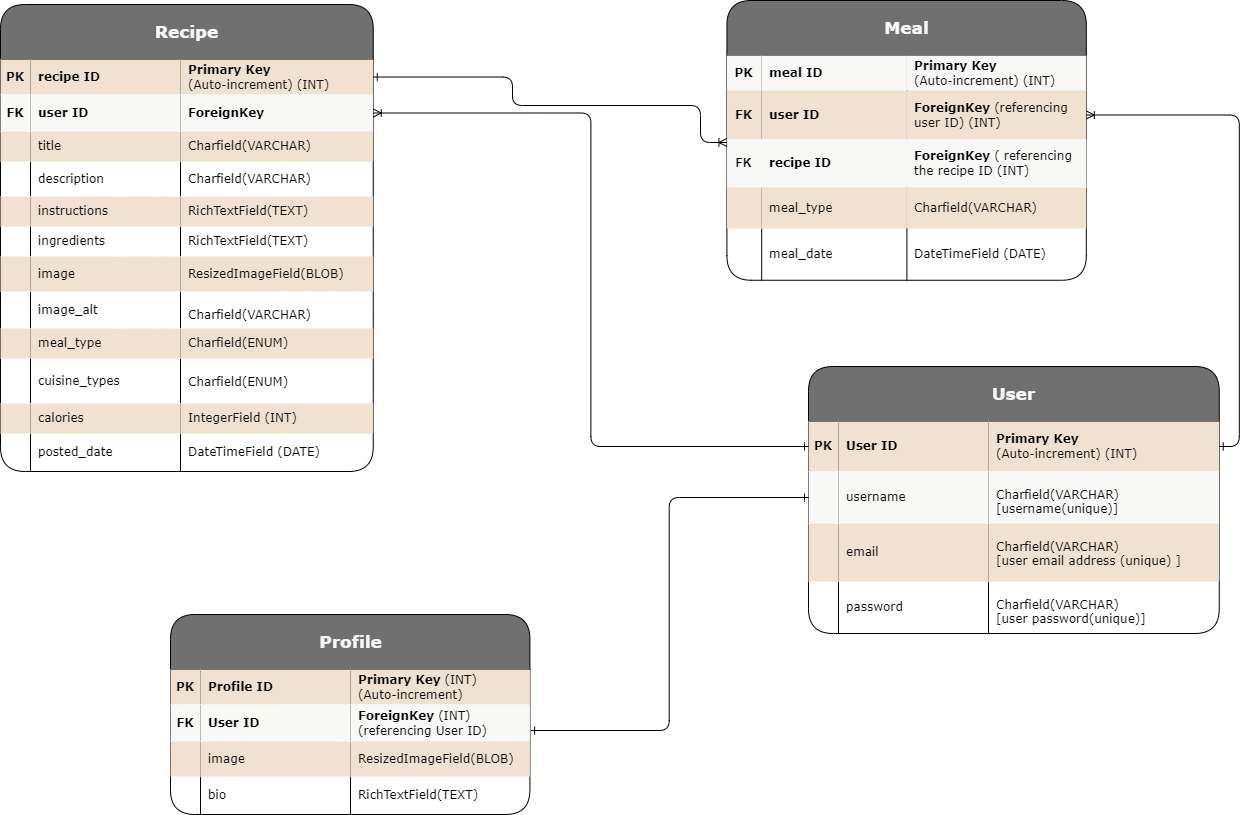 Recipe
PK recipe ID Primary Key
(Auto-increment) (INT)
FK user ID ForeignKey
title Charfield(VARCHAR)
description Charfield(VARCHAR)
instructions RichTextField(TEXT)
ingredients RichTextField(TEXT)
image ResizedImageField(BLOB)
image_alt Charfield(VARCHAR)
meal_type Charfield(ENUM)
cuisine_types Charfield(ENUM)
calories IntegerField (INT)
posted_date DateTimeField (DATE)
Meal
PK meal ID Primary Key
(Auto-increment) (INT)
FK user ID ForeignKey (referencing
user ID) (INT)
FK recipe ID ForeignKey ( referencing
the recipe ID (INT)
meal_type Charfield(VARCHAR)
meal_date DateTimeField (DATE)
User
PK User ID Primary Key
(Auto-increment) (INT)
username Charfield(VARCHAR)
[username(unique)]
email Charfield(VARCHAR)
[user email address (unique) ]
password Charfield(VARCHAR)
[user password(unique)]
Profile
PK Profile ID Primary Key (INT)
(Auto-increment)
FK User ID ForeignKey (INT)
(referencing User ID)
image ResizedImageField(BLOB)
bio RichTextField(TEXT)